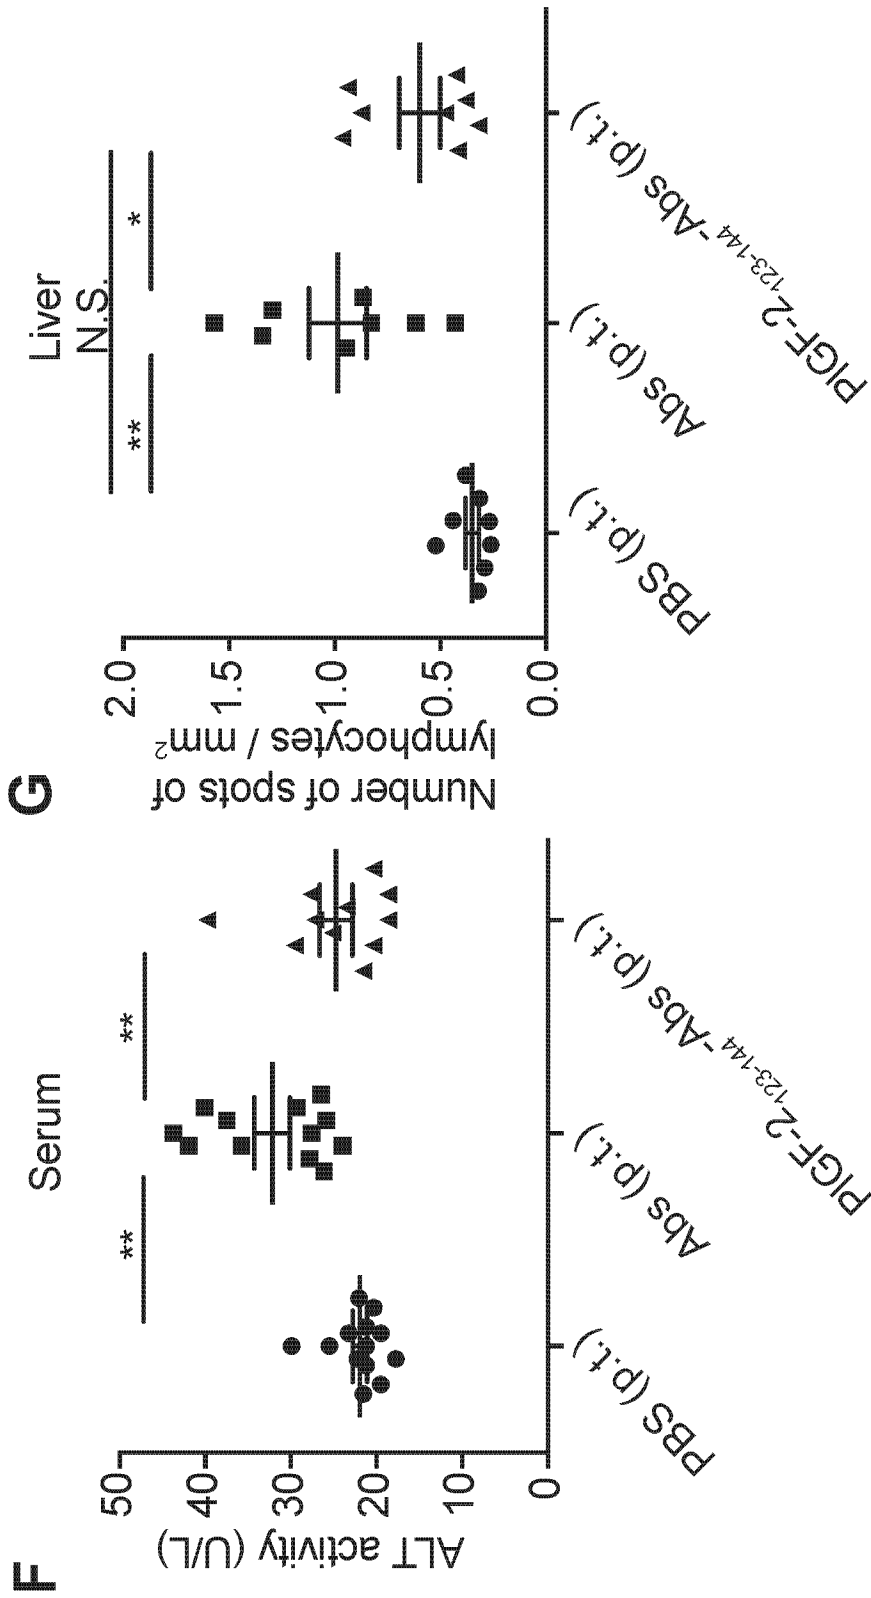 F
Serum
**
**
ALT activity (U/L)
50
40
30
20
10
0
PBS (p.t.)
Abs (p.t.)
PlGF-2123-144-Abs (p.t.)
G
Liver
N.S.
**
*
Number of spots of
lymphocytes / mm2
2.0
1.5
1.0
0.5
0.0
PBS (p.t.)
Abs (p.t.)
PlGF-2123-144-Abs (p.t.)